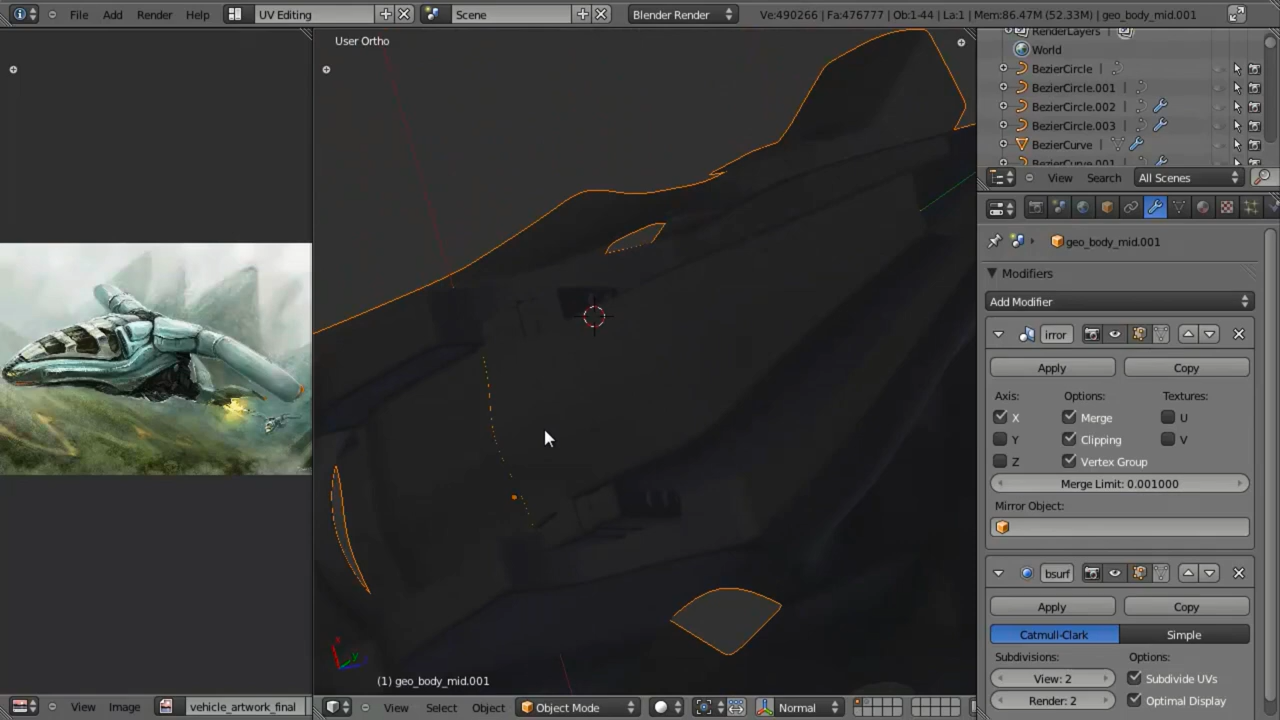 File Add Render Help UV Editing Scene Blender Render Ve:490266 | Fa:476777 | Ob:1-44 | La:1 | Mem:86.47M (52.33M) | geo_body_mid.001
User Ortho
RenderLayers
World
BezierCircle
BezierCircle.001
BezierCircle.002
BezierCircle.003
BezierCurve
BezierCurve.001
View Search All Scenes
geo_body_mid.001
Modifiers
Add Modifier
irror
Apply Copy
Axis: Options: Textures:
X Merge U
Y Clipping V
Z Vertex Group
Merge Limit: 0.001000
Mirror Object:
bsurf
Apply Copy
Catmull-Clark Simple
Subdivisions: Options:
View: 2 Subdivide UVs
Render: 2 Optimal Display
(1) geo_body_mid.001
View Image vehicle_artwork_final View Select Object Object Mode Normal